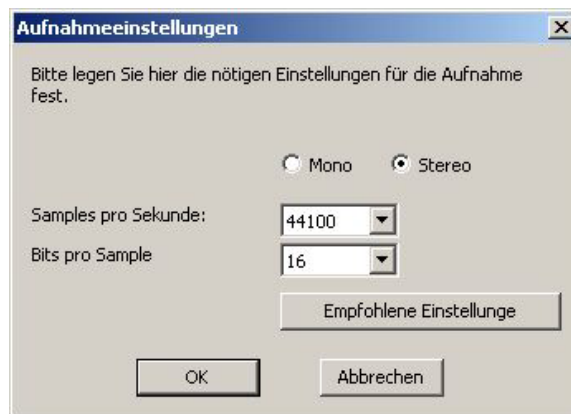 Aufnahmeeinstellungen
Bitte legen Sie hier die nötigen Einstellungen für die Aufnahme
fest.
Mono Stereo
Samples pro Sekunde: 44100
Bits pro Sample 16
Empfohlene Einstellunge
OK Abbrechen